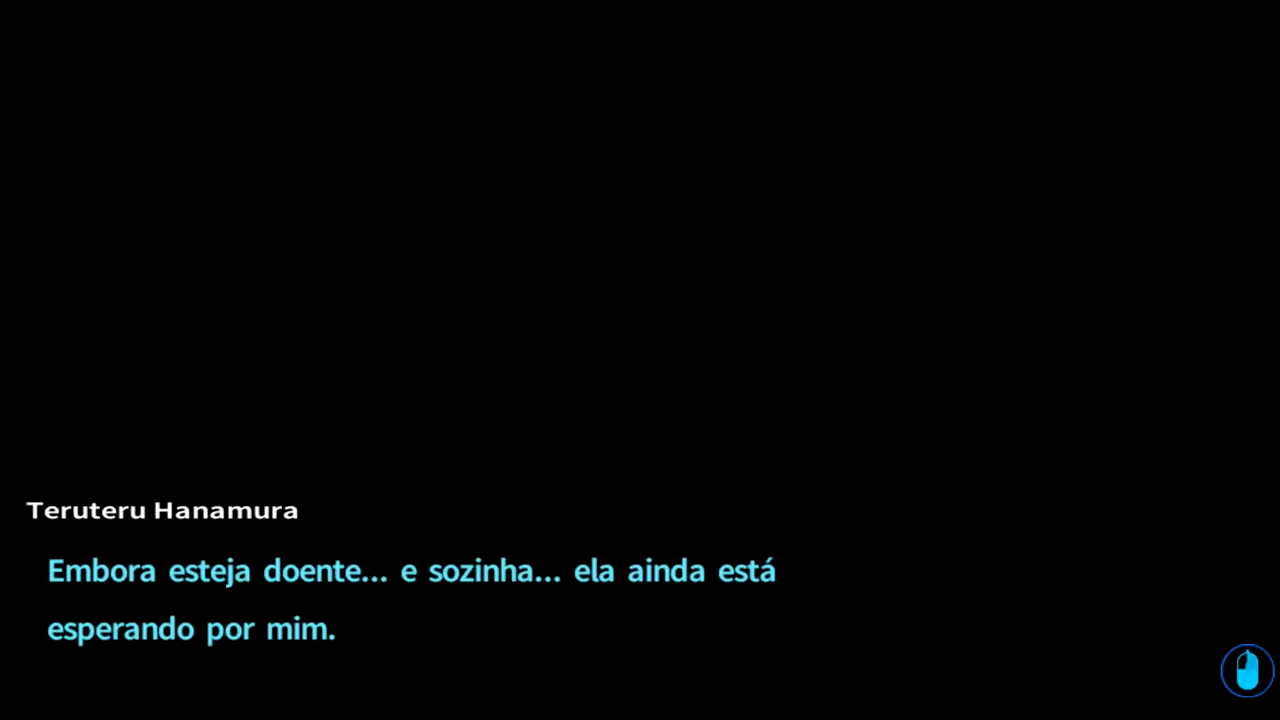 Teruteru Hanamura
Embora esteja doente... e sozinha... ela ainda está
esperando por mim.